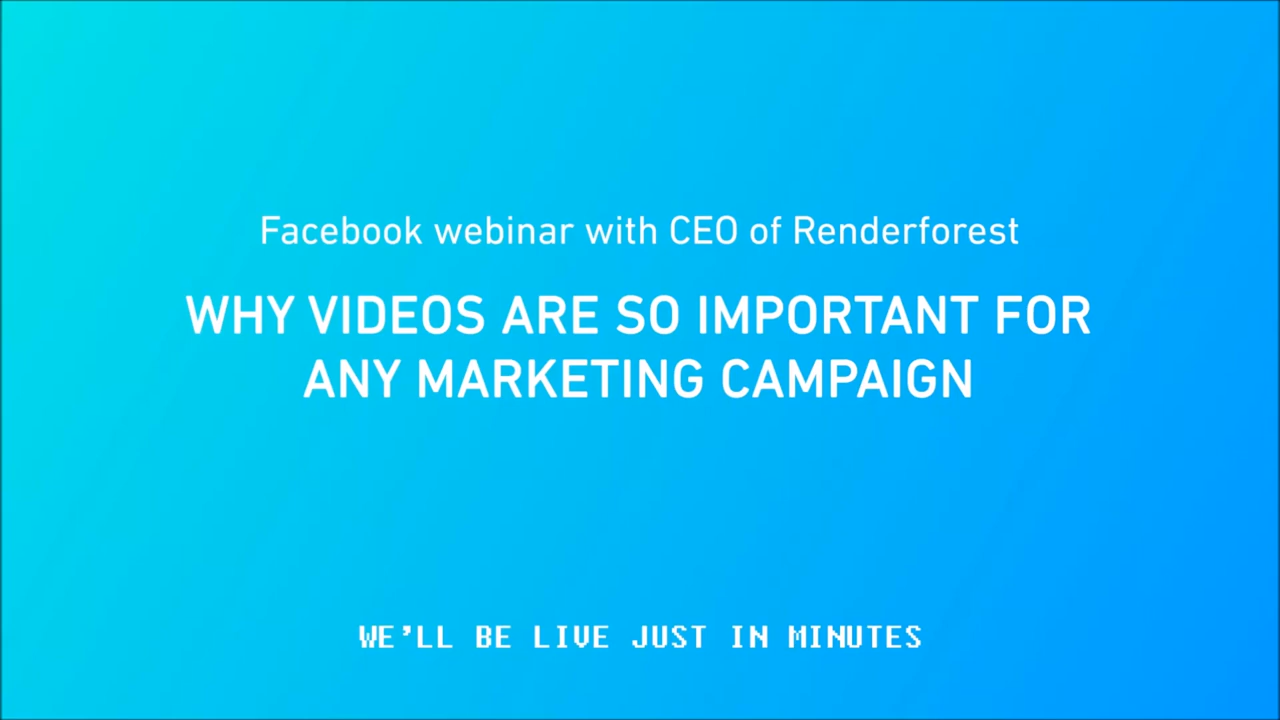 Facebook webinar with CEO of Renderforest
WHY VIDEOS ARE SO IMPORTANT FOR
ANY MARKETING CAMPAIGN
WE'LL BE LIVE JUST IN MINUTES